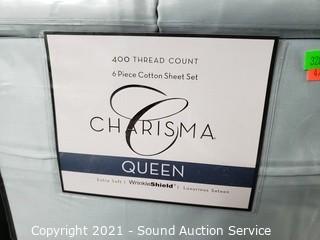 400 THREAD COUNT
6 Piece Cotton Sheet Set
C
CHARISMA
QUEEN
Extra Soft | WrinkleShield™ | Luxurious Sateen
Copyright 2021 - Sound Auction Service